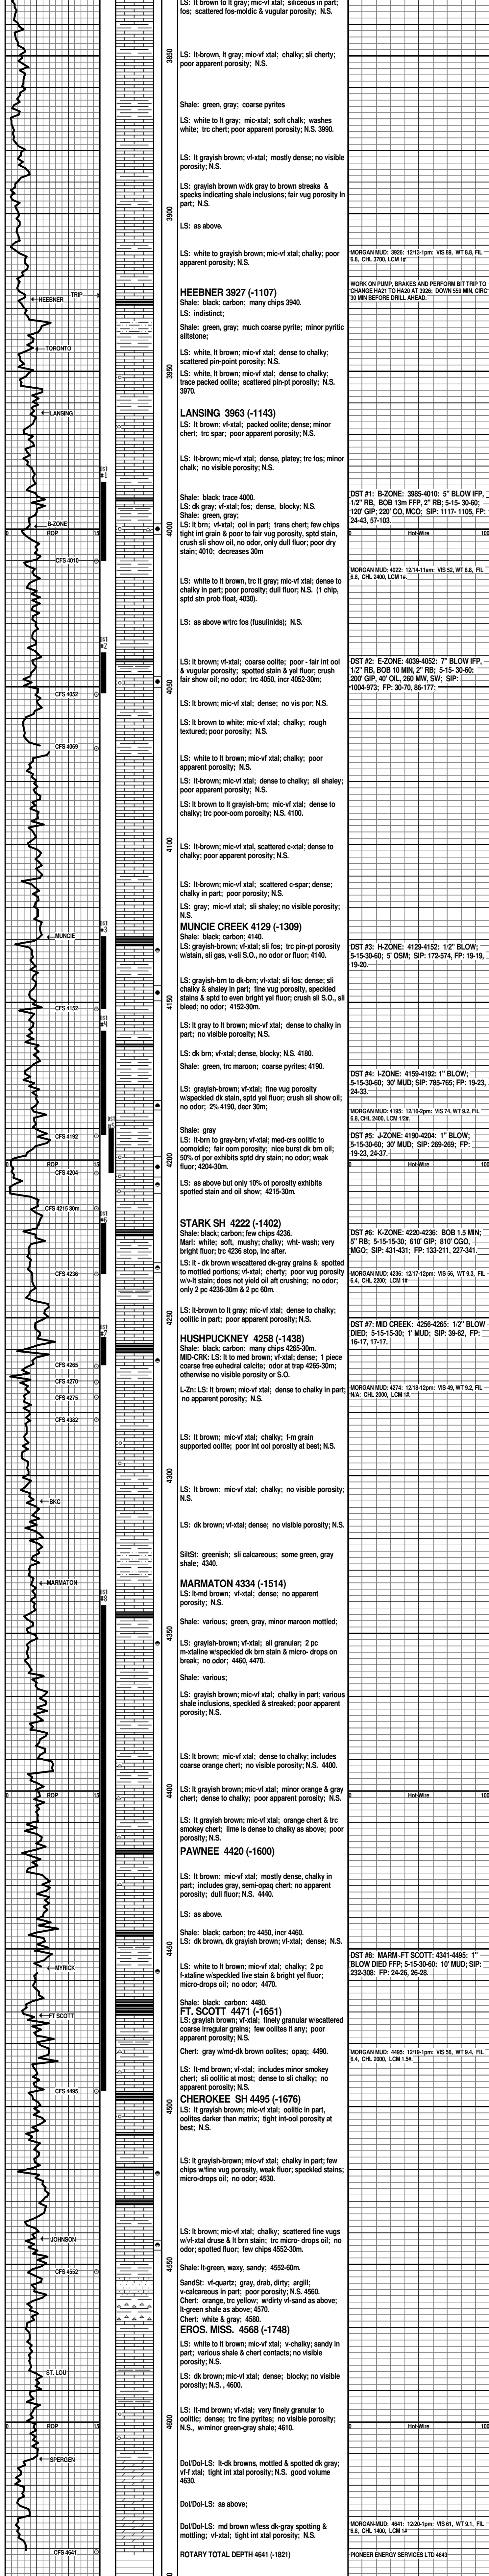 LS: lt brown to lt gray; mic-vf xtal; siliceous in part;
fos; scattered fos-moldic & vugular porosity; N.S.
3850
LS: lt-brown, lt gray; mic-vf xtal; chalky; sli cherty;
poor apparent porosity; N.S.
Shale: green, gray; coarse pyrites
LS: white to lt gray; mic-xtal; soft chalk; washes
white; trc chert; poor apparent porosity; N.S. 3990.
LS: lt grayish brown; vf-xtal; mostly dense; no visible
porosity; N.S.
LS: grayish brown w/dk gray to brown streaks &
specks indicating shale inclusions; fair vug porosity In
part; N.S.
3900
LS: as above.
LS: white to grayish brown; mic-vf xtal; chalky; poor
apparent porosity; N.S.
MORGAN MUD: 3926; 12/13-1pm: VIS 89, WT 8.8, FIL
6.8, CHL 3700, LCM 1#
WORK ON PUMP, BRAKES AND PERFORM BIT TRIP TO
CHANGE HA21 TO HA20 AT 3926; DOWN 559 MIN, CIRC
30 MIN BEFORE DRILL AHEAD.
TRIP
HEEBNER
HEEBNER 3927 (-1107)
Shale: black; carbon; many chips 3940.
LS: indistinct;
Shale: green, gray; much coarse pyrite; minor pyritic
siltstone;
TORONTO
3950
LS: white, lt brown; mic-vf xtal; dense to chalky;
scattered pin-point porosity; N.S.
LS: white, lt brown; mic-vf xtal; dense to chalky;
trace packed oolite; scattered pin-pt porosity; N.S.
3970.
LANSING
LANSING 3963 (-1143)
LS: lt brown; vf-xtal; packed oolite; dense; minor
chert; trc spar; poor apparent porosity; N.S.
LS: lt-brown; mic-vf xtal; dense, platey; trc fos; minor
chalk; no visible porosity; N.S.
DST
#1
Shale: black; trace 4000.
LS: dk gray; vf-xtal; fos; dense, blocky; N.S.
Shale: green, gray;
DST #1: B-ZONE: 3985-4010: 5" BLOW IFP,
1/2" RB, BOB 13m FFP, 2" RB; 5-15- 30-60;
120' GIP; 220' CO, MCO; SIP: 1117- 1105, FP:
24-43, 57-103.
B-ZONE
4000
0 ROP 15
0 Hot-Wire 100
LS: lt brn; vf-xtal; ool in part; trans chert; few chips
tight int grain & poor to fair vug porosity, sptd stain,
crush sli show oil, no odor, only dull fluor; poor dry
stain; 4010; decreases 30m
CFS 4010
MORGAN MUD: 4022; 12/14-11am: VIS 52, WT 8.8, FIL
6.8, CHL 2400, LCM 1#.
LS: white to lt brown, trc lt gray; mic-vf xtal; dense to
chalky in part; poor porosity; dull fluor; N.S. (1 chip,
sptd stn prob float, 4030).
LS: as above w/trc fos (fusulinids); N.S.
DST
#2
LS: lt brown; vf-xtal; coarse oolite; poor - fair int ool
& vugular porosity; spotted stain & yel fluor; crush
fair show oil; no odor; trc 4050, incr 4052-30m;
DST #2: E-ZONE: 4039-4052: 7" BLOW IFP,
1/2" RB, BOB 10 MIN, 2" RB; 5-15- 30-60:
200' GIP, 40' OIL, 260 MW, SW; SIP:
1004-973; FP: 30-70, 86-177;
4050
CFS 4052
LS: lt brown; mic-vf xtal; dense; no vis por; N.S.
LS: lt brown to white; mic-vf xtal; chalky; rough
textured; poor porosity; N.S.
CFS 4069
LS: white to lt brown; mic-vf xtal; chalky; poor
apparent porosity; N.S.
LS: lt-brown; mic-vf xtal; dense to chalky; sli shaley;
poor apparent porosity; N.S.
LS: lt brown to lt grayish-brn; mic-vf xtal; dense to
chalky; trc poor-oom porosity; N.S. 4100.
4100
LS: lt-brown; mic-vf xtal, scattered c-xtal; dense to
chalky; poor apparent porosity; N.S.
LS: lt-brown; mic-vf xtal; scattered c-spar; dense;
chalky in part; poor porosity; N.S.
LS: gray; mic-vf xtal; sli shaley; no visible porosity;
N.S.
DST
#3
MUNCIE
MUNCIE CREEK 4129 (-1309)
Shale: black; carbon; 4140.
LS: grayish-brown; vf-xtal; sli fos; trc pin-pt porosity
w/stain, sli gas, v-sli S.O., no odor or fluor; 4140.
DST #3: H-ZONE: 4129-4152: 1/2" BLOW;
5-15-30-60; 5' OSM; SIP: 172-574, FP: 19-19,
19-20.
LS: grayish-brn to dk-brn; vf-xtal; sli fos; dense; sli
chalky & shaley in part; fine vug porosity, speckled
stains & sptd to even bright yel fluor; crush sli S.O., sli
bleed; no odor; 4152-30m.
4150
CFS 4152
DST
#4
LS: lt gray to lt brown; mic-vf xtal; dense to chalky in
part; no visible porosity; N.S.
LS: dk brn; vf-xtal; dense, blocky; N.S. 4180.
Shale: green, trc maroon; coarse pyrites; 4190.
DST #4: I-ZONE: 4159-4192: 1" BLOW;
5-15-30-60; 30' MUD; SIP: 785-765; FP: 19-23,
24-33.
LS: grayish-brown; vf-xtal; fine vug porosity
w/speckled dk stain, sptd yel fluor; crush sli show oil;
no odor; 2% 4190, decr 30m;
MORGAN MUD: 4195: 12/16-2pm: VIS 74, WT 9.2, FIL
6.8, CHL 2400, LCM 1/2#.
CFS 4192
Shale: gray
4200
LS: lt-brn to gray-brn; vf-xtal; med-crs oolitic to
oomoldic; fair oom porosity; nice burst dk brn oil;
50% of por exhibits sptd dry stain; no odor; weak
fluor; 4204-30m.
DST #5: J-ZONE: 4190-4204: 1" BLOW;
5-15-30-60; 30' MUD, SIP: 269-269; FP:
19-23, 24-37.
CFS 4204
LS: as above but only 10% of porosity exhibits
spotted stain and oil show; 4215-30m.
CFS 4215 30m
DST
#6
STARK SH 4222 (-1402)
Shale: black; carbon; few chips 4236.
Marl: white; soft, mushy; chalky; wht- wash; very
bright fluor; trc 4236 stop, inc after.
DST #6: K-ZONE: 4220-4236: BOB 1.5 MIN;
5" RB; 5-15-15-30; 610' GIP; 810' CGO,
MGO; SIP: 431-431; FP: 133-211, 227-341.
CFS 4236
LS: lt - dk brown w/scattered dk-gray grains & spotted
to mottled portions; vf-xtal; cherty; poor vug porosity
w/v-lt stain; does not yield oil aft crushing; no odor;
only 2 pc 4236-30m & 2 pc 60m.
MORGAN MUD: 4236; 12/17-12pm: VIS 56, WT 9.3, FIL
6.4, CHL 2200; LCM 1#
4250
LS: lt-brown to lt gray; mic-vf xtal; dense to chalky;
oolitic in part; poor apparent porosity; N.S.
DST
#7
HUSHPUCKNEY 4258 (-1438)
Shale: black; carbon; many chips 4265-30m.
MID-CRK: LS: lt to med brown; vf-xtal; dense; 1 piece
coarse free euhedral calcite; odor at trap 4265-30m;
otherwise no visible porosity or S.O.
DST #7: MID CREEK: 4256-4265: 1/2" BLOW
DIED; 5-15-15-30; 1' MUD; SIP: 39-62, FP:
16-17, 17-17.
CFS 4265
CFS 4270
CFS 4275
L-Zn: LS: lt brown; mic-vf xtal; dense to chalky in part;
no apparent porosity; N.S.
MORGAN MUD: 4274: 12/18-12pm: VIS 49, WT 9.2, FIL
N/A: CHL 2000, LCM 1#.
CFS 4282
LS: lt brown; mic-vf xtal; chalky; f-m grain
supported oolite; poor int ool porosity at best; N.S.
4300
LS: lt brown; mic-vf xtal; chalky; no visible porosity;
N.S.
BKC
LS: dk brown; vf-xtal; dense; no visible porosity; N.S.
SiltSt: greenish; sli calcareous; some green, gray
shale; 4340.
MARMATON
MARMATON 4334 (-1514)
LS: lt-md brown; vf-xtal; dense; no apparent
porosity; N.S.
DST
#8
Shale: various; green, gray, minor maroon mottled;
4350
LS: grayish-brown; vf-xtal; sli granular; 2 pc
m-xtaline w/speckled dk brn stain & micro- drops on
break; no odor; 4460, 4470.
Shale: various;
LS: grayish brown; mic-vf xtal; chalky in part; various
shale inclusions, speckled & streaked; poor apparent
porosity; N.S.
LS: lt brown; mic-vf xtal; dense to chalky; includes
coarse orange chert; no visible porosity; N.S. 4400.
4400
0 ROP 15
0 Hot-Wire 100
LS: lt grayish brown; mic-vf xtal; minor orange & gray
chert; dense to chalky; poor apparent porosity; N.S.
LS: lt grayish brown; mic-vf xtal; orange chert & trc
smokey chert; lime is dense to chalky as above; poor
porosity; N.S.
PAWNEE 4420 (-1600)
LS: lt brown; mic-vf xtal; mostly dense, chalky in
part; includes gray, semi-opaq chert; no apparent
porosity; dull fluor; N.S. 4440.
LS: as above.
4450
Shale: black; carbon; trc 4450, incr 4460.
LS: dk brown, dk grayish brown; vf-xtal; dense; N.S.
DST #8: MARM-FT SCOTT: 4341-4495: 1"
BLOW DIED FFP; 5-15-30-60: 10' MUD; SIP:
232-308: FP: 24-26, 26-28.
MYRICK
LS: white to lt brown; mic-vf xtal; chalky; 2 pc
f-xtaline w/speckled live stain & bright yel fluor;
micro-drops oil; no odor; 4470.
Shale: black; carbon; 4480.
FT SCOTT
FT. SCOTT 4471 (-1651)
LS: grayish brown; vf-xtal; finely granular w/scattered
coarse irregular grains; few oolites if any; poor
apparent porosity; N.S.
Chert: gray w/md-dk brown oolites; opaq; 4490.
MORGAN MUD: 4495: 12/19-1pm: VIS 56, WT 9.4, FIL
6.4, CHL 2000, LCM 1.5#.
LS: lt-md brown; vf-xtal; includes minor smokey
chert; sli oolitic at most; dense to sli chalky; no
apparent porosity; N.S.
CFS 4495
CHEROKEE SH 4495 (-1676)
4500
LS: lt grayish brown; mic-vf xtal; oolitic in part,
oolites darker than matrix; tight int-ool porosity at
best; N.S.
LS: lt grayish-brown; mic-vf xtal; chalky in part; few
chips w/fine vug porosity, weak fluor; speckled stains;
micro-drops oil; no odor; 4530.
JOHNSON
LS: lt brown; mic-vf xtal; chalky; scattered fine vugs
w/vf-xtal druse & lt brn stain; trc micro- drops oil; no
odor; spotted fluor; few chips 4552-30m.
4550
CFS 4552
Shale: lt-green, waxy, sandy; 4552-60m.
SandSt: vf-quartz; gray, drab, dirty; argill;
v-calcareous in part; poor porosity; N.S. 4560.
Chert: orange, trc yellow; w/dirty vf-sand as above;
lt-green shale as above; 4570.
Chert: white & gray; 4580.
EROS. MISS. 4568 (-1748)
LS: white to lt brown; mic-vf xtal; v-chalky; sandy in
part; various shale & chert contacts; no visible
porosity; N.S.
ST. LOU
LS: dk brown; mic-vf xtal; dense; blocky; no visible
porosity; N.S. , 4600.
4600
0 ROP 15
0 Hot-Wire 100
LS: lt-md brown; mic-vf xtal; very finely granular to
oolitic; dense; trc fine pyrites; no visible porosity;
N.S., w/minor green-gray shale; 4610.
SPERGEN
Dol/Dol-LS: lt-dk browns, mottled & spotted dk gray;
vf-f xtal; tight int xtal porosity; N.S. good volume
4630.
Dol/Dol-LS: as above;
Dol/Dol-LS: md brown w/less dk-gray spotting &
mottling; vf-xtal; tight int xtal porosity; N.S.
MORGAN MUD: 4641: 12/20-1pm: VIS 61, WT 9.1, FIL
6.8, CHL 1400, LCM 1#
CFS 4641
ROTARY TOTAL DEPTH 4641 (-1821)
PIONEER ENERGY SERVICES LTD 4643